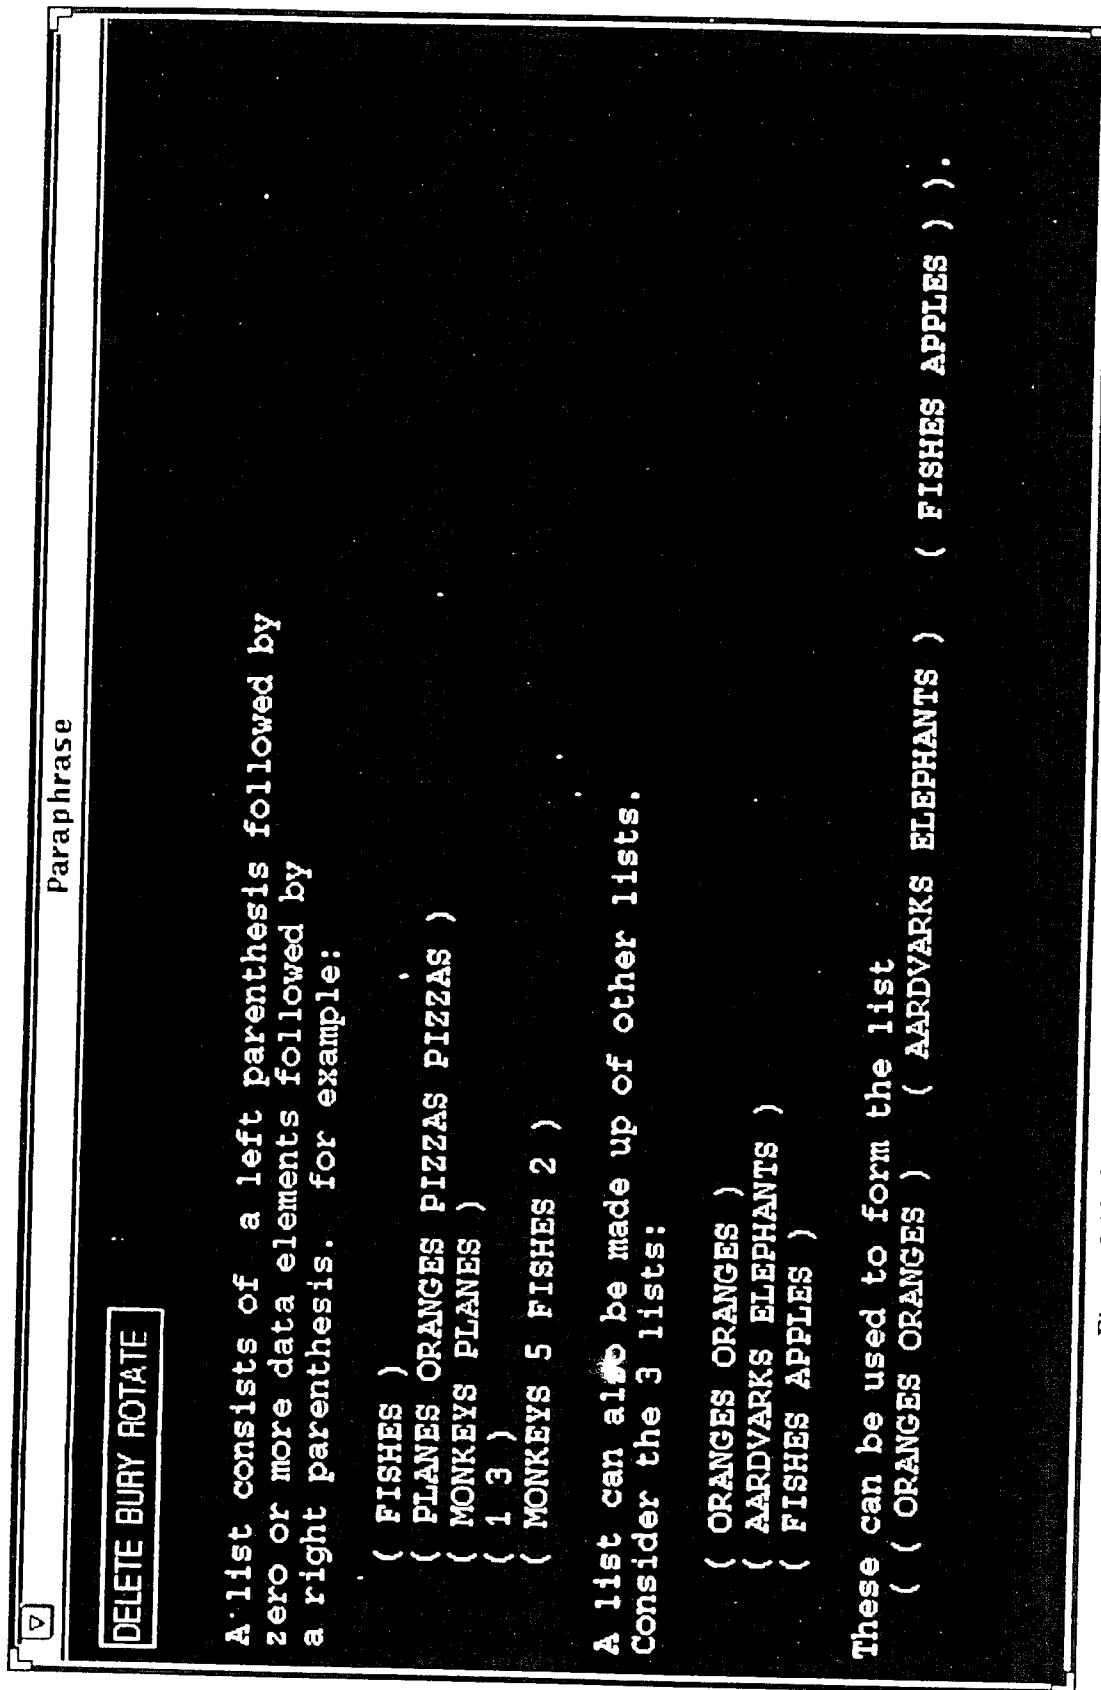 Paraphrase
DELETE BURY ROTATE
A list consists of a left parenthesis followed by
zero or more data elements followed by
a right parenthesis. for example:
( FISHES )
( PLANES ORANGES PIZZAS PIZZAS )
( MONKEYS PLANES )
( 1 3 )
( MONKEYS 5 FISHES 2 )
A list can also be made up of other lists.
Consider the 3 lists:
( ORANGES ORANGES )
( AARDVARKS ELEPHANTS )
( FISHES APPLES )
These can be used to form the list
( ( ORANGES ORANGES ) ( AARDVARKS ELEPHANTS ) ( FISHES APPLES ) ).